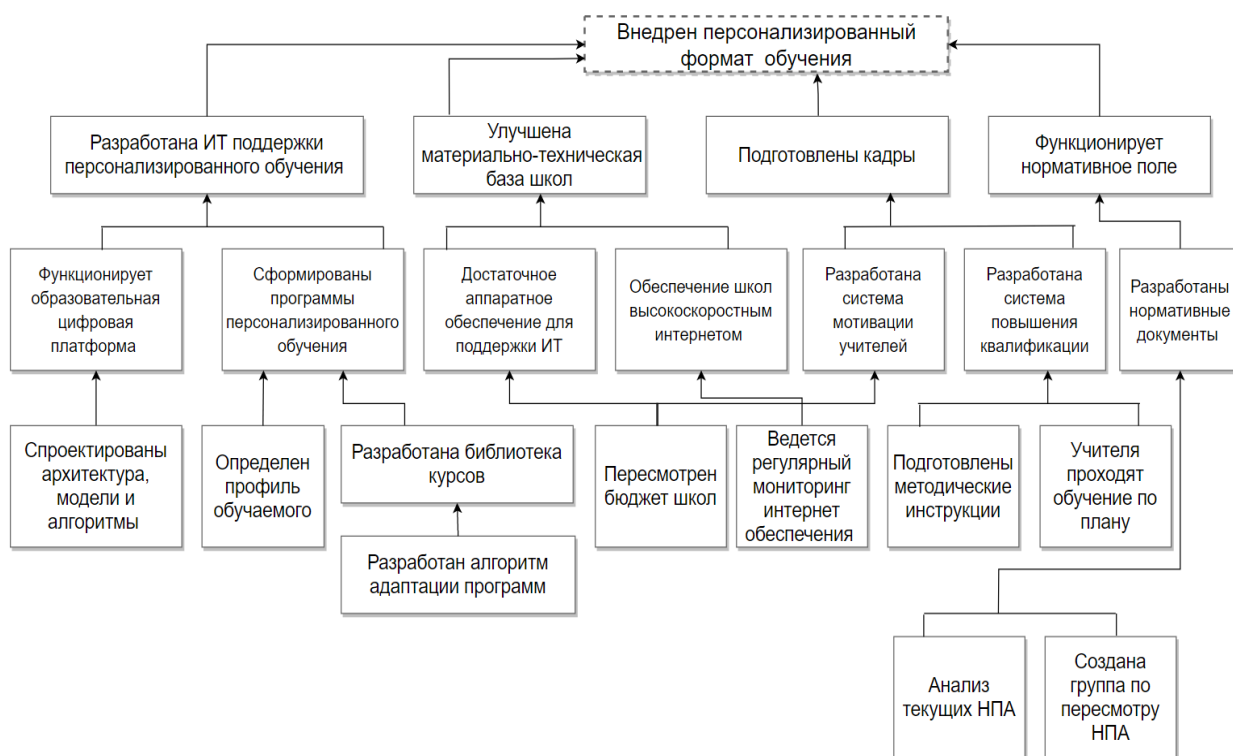 Внедрен персонализированный
формат обучения
Разработана ИТ поддержки
персонализированного обучения
Улучшена
материально-техническая
база школ
Подготовлены кадры
Функционирует
нормативное поле
Функционирует
образовательная
цифровая
платформа
Сформированы
программы
персонализированного
обучения
Достаточное
аппаратное
обеспечение для
поддержки ИТ
Обеспечение школ
высокоскоростным
интернетом
Разработана
система
мотивации
учителей
Разработана
система
повышения
квалификации
Разработаны
нормативные
документы
Спроектированы
архитектура,
модели и
алгоритмы
Определен
профиль
обучаемого
Разработана библиотека
курсов
Пересмотрен
бюджет школ
Ведется
регулярный
мониторинг
интернет
обеспечения
Подготовлены
методические
инструкции
Учителя
проходят
обучение по
плану
Разработан алгоритм
адаптации программ
Анализ
текущих НПА
Создана
группа по
пересмотру
НПА